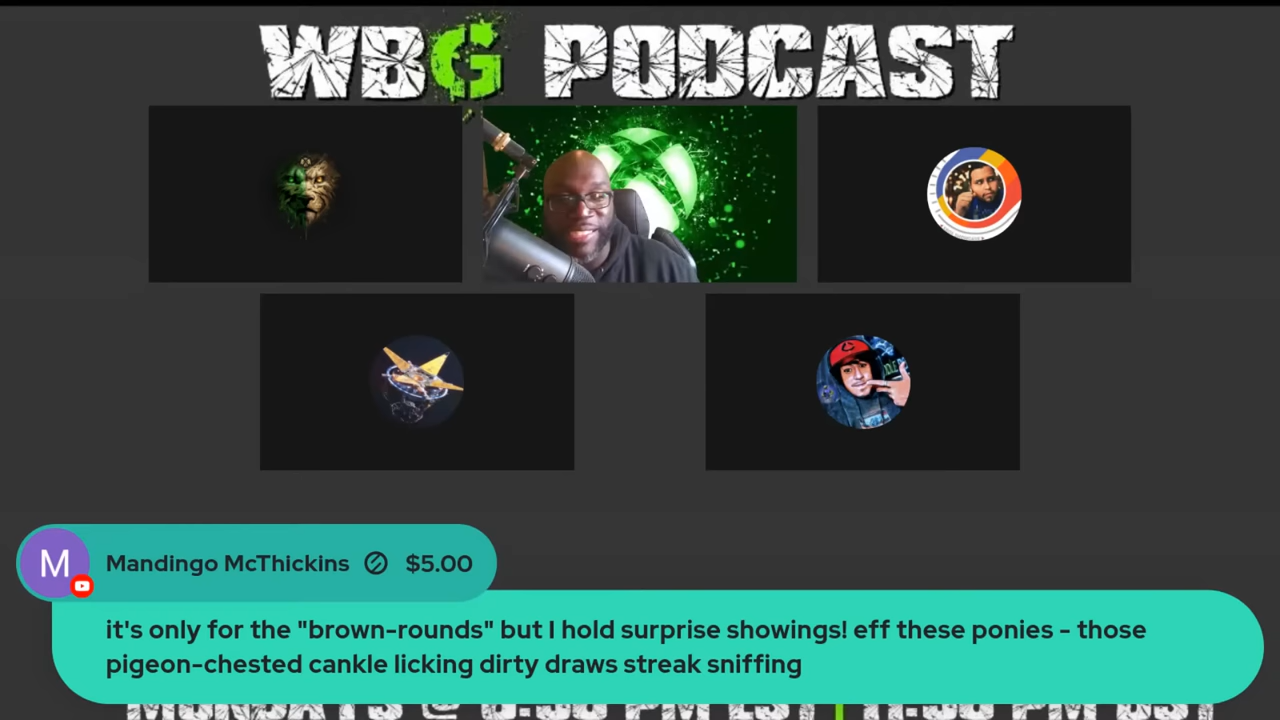 WBG PODCAST
M
Mandingo McThickins $5.00
it's only for the "brown-rounds" but I hold surprise showings! eff these ponies - those
pigeon-chested cankle licking dirty draws streak sniffing
MONDAYS @